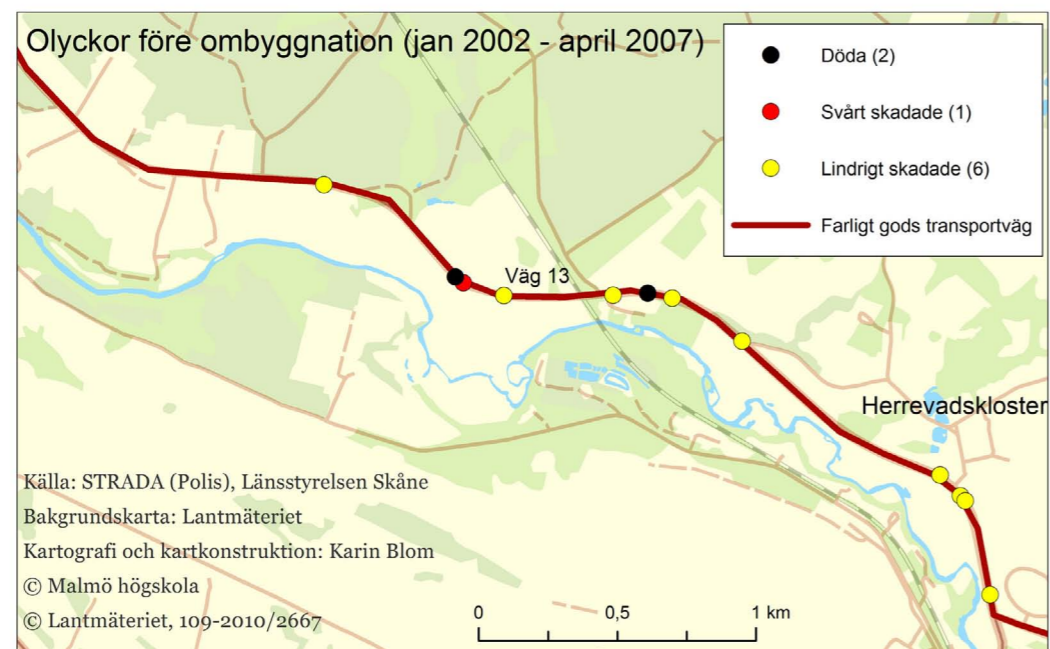 Olyckor före ombyggnation (jan 2002 - april 2007)
Döda (2)
Svårt skadade (1)
Lindrigt skadade (6)
Farligt gods transportväg
Väg 13
Herrevadskloster
Källa: STRADA (Polis), Länsstyrelsen Skåne
Bakgrundskarta: Lantmäteriet
Kartografi och kartkonstruktion: Karin Blom
© Malmö högskola
© Lantmäteriet, 109-2010/2667
0 0,5 1 km